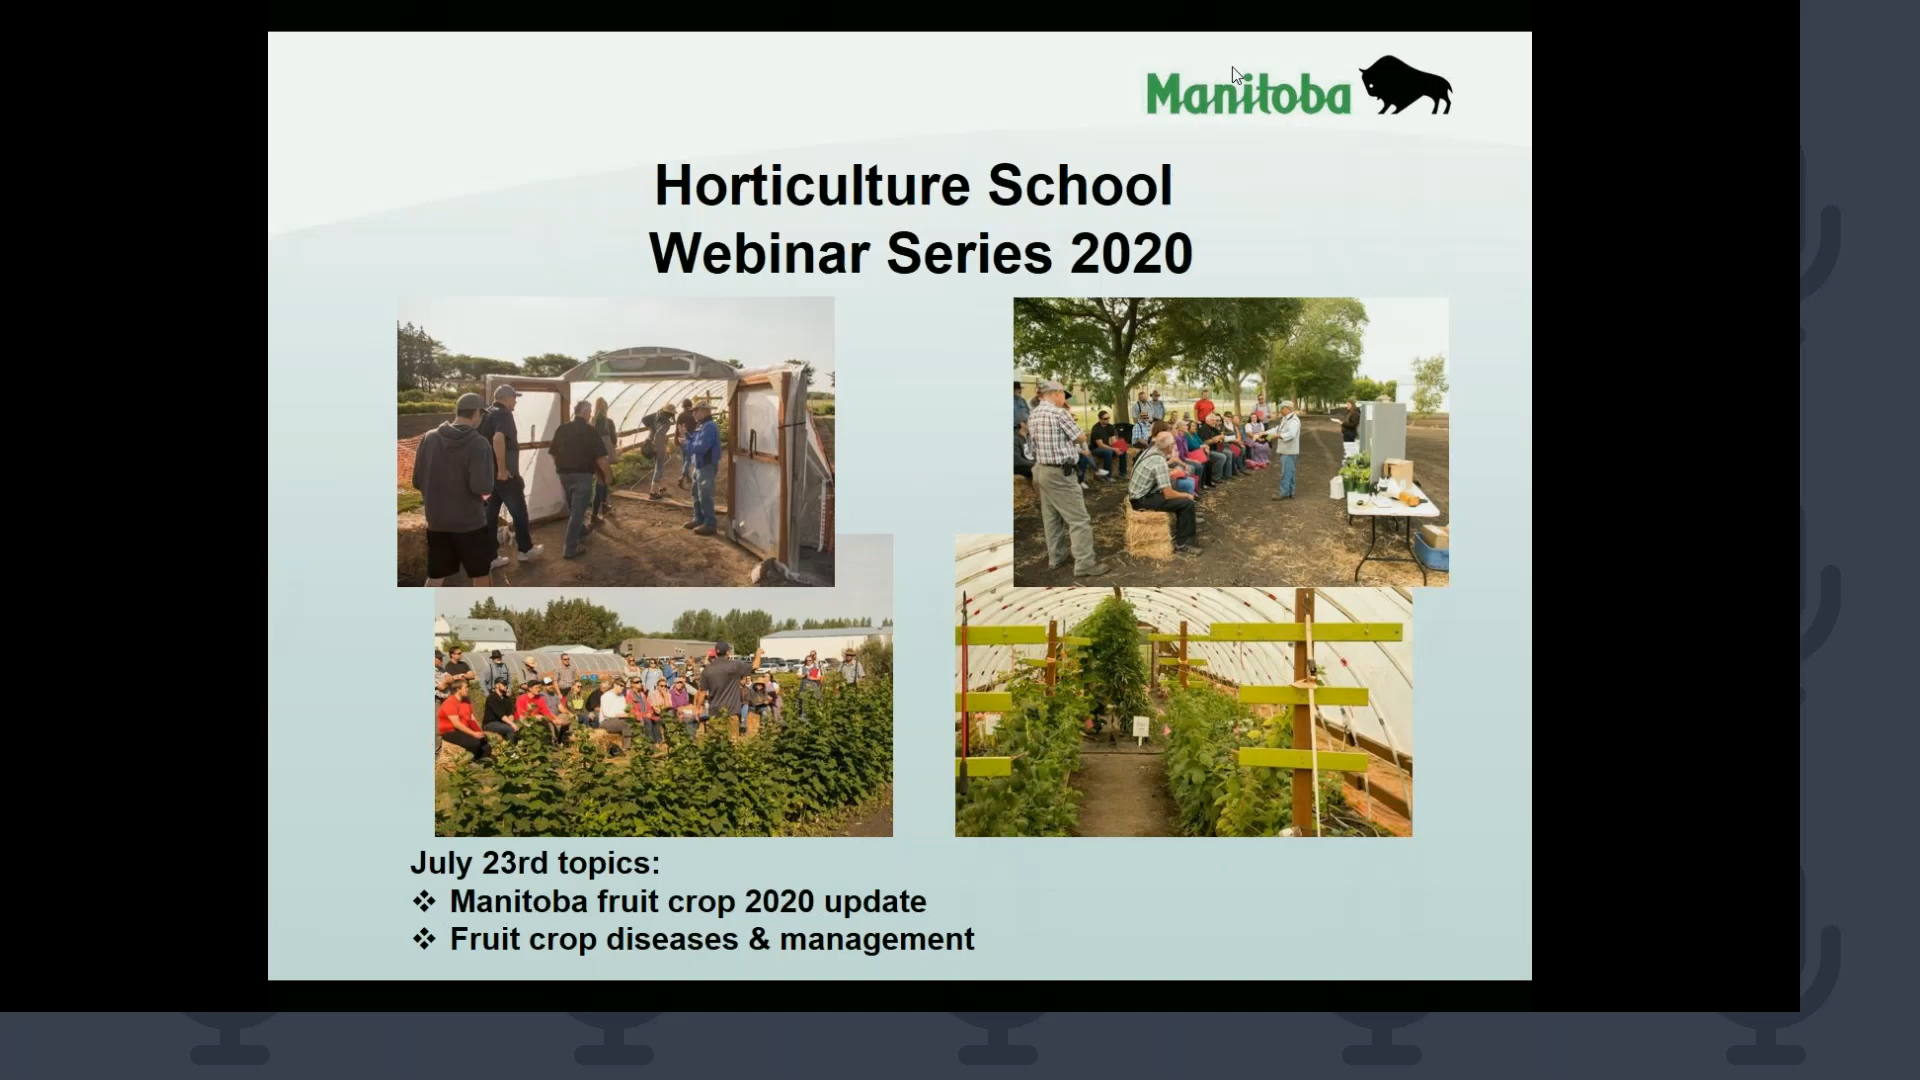 Manitoba
Horticulture School
Webinar Series 2020
July 23rd topics:
❖ Manitoba fruit crop 2020 update
❖ Fruit crop diseases & management